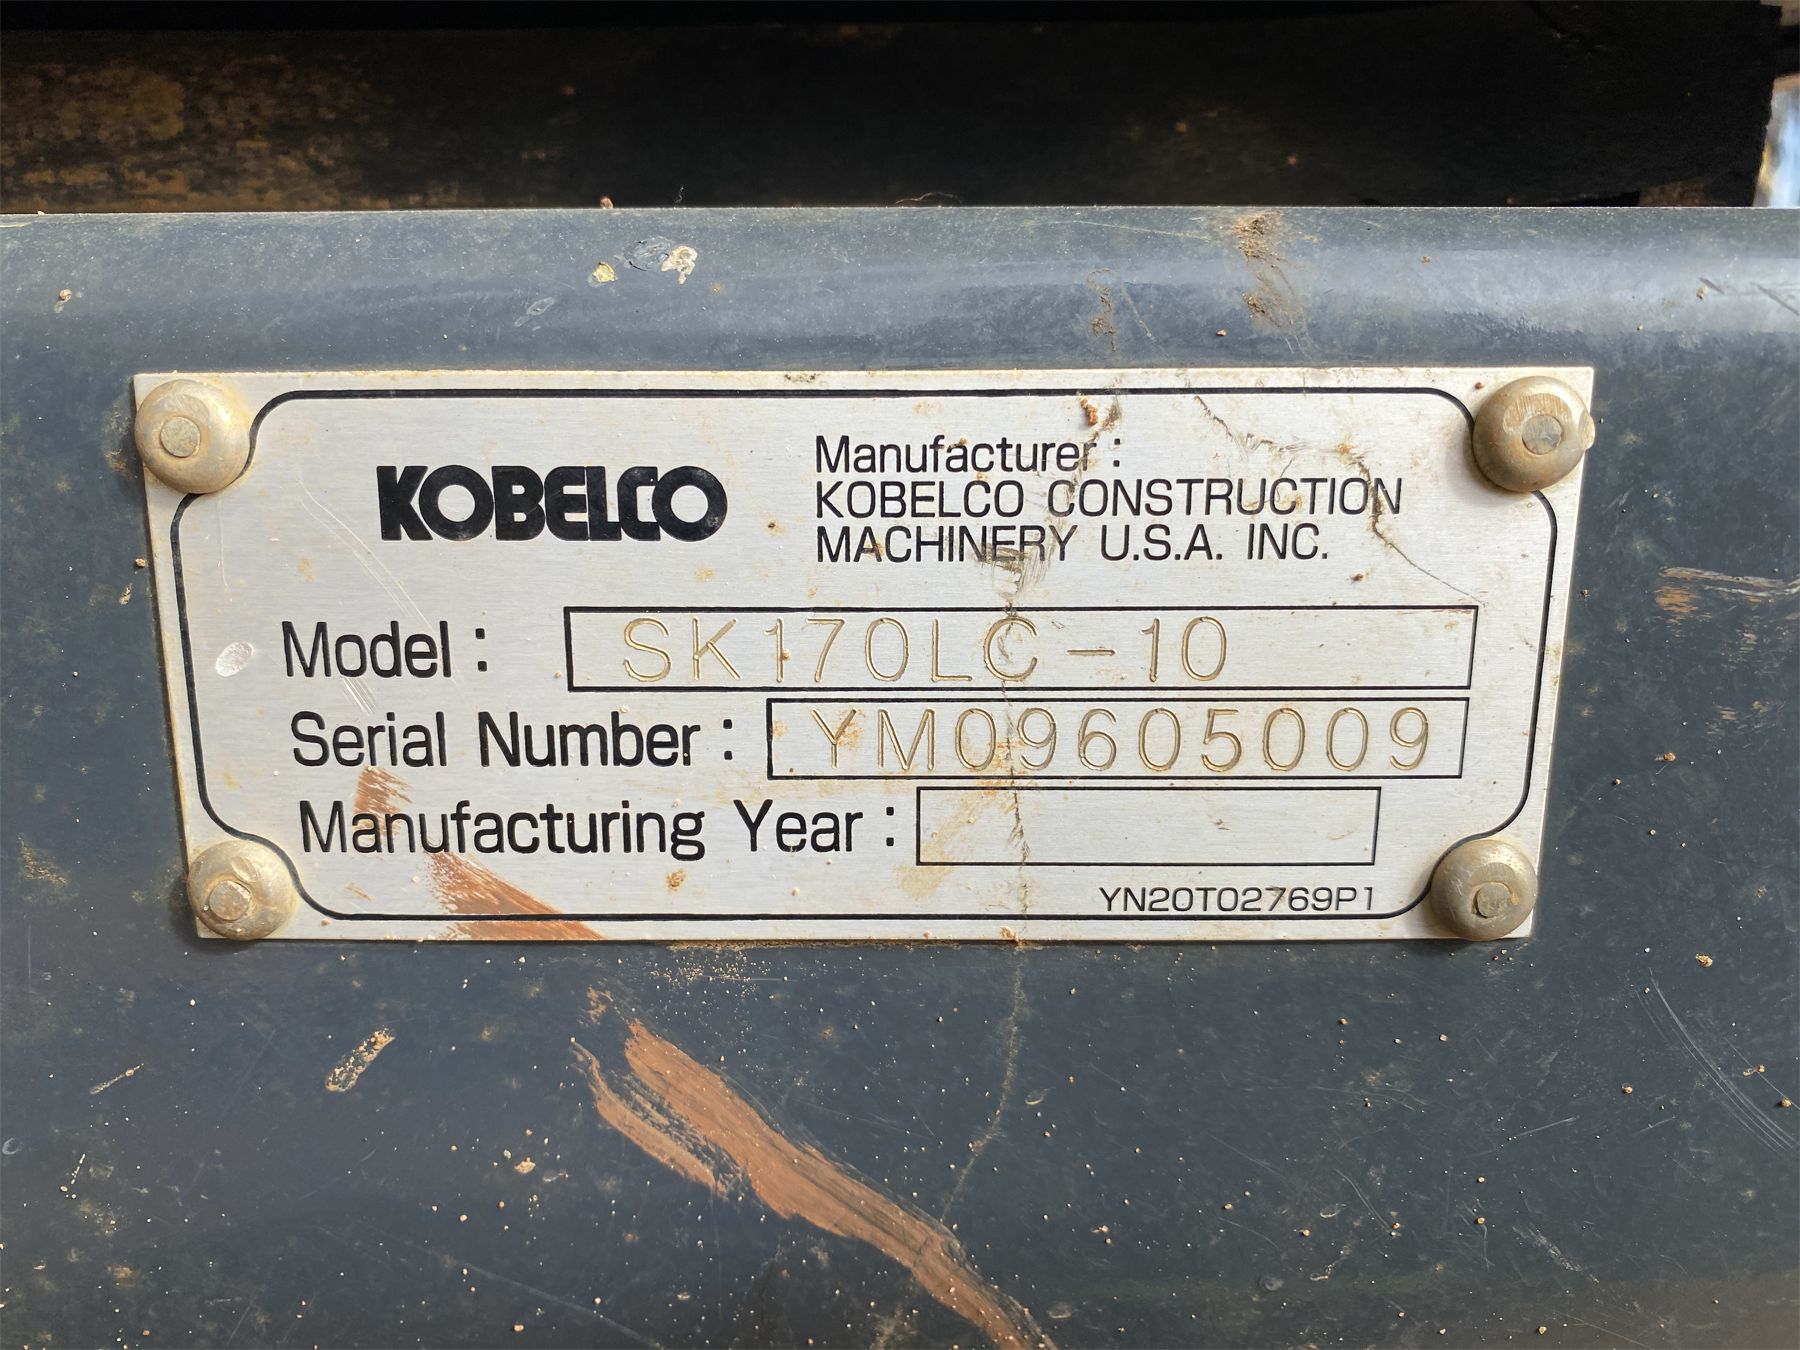 KOBELCO
Manufacturer :
KOBELCO CONSTRUCTION
MACHINERY U.S.A. INC.
Model : SK170LC-10
Serial Number : YM09605009
Manufacturing Year :
YN20T02769P1